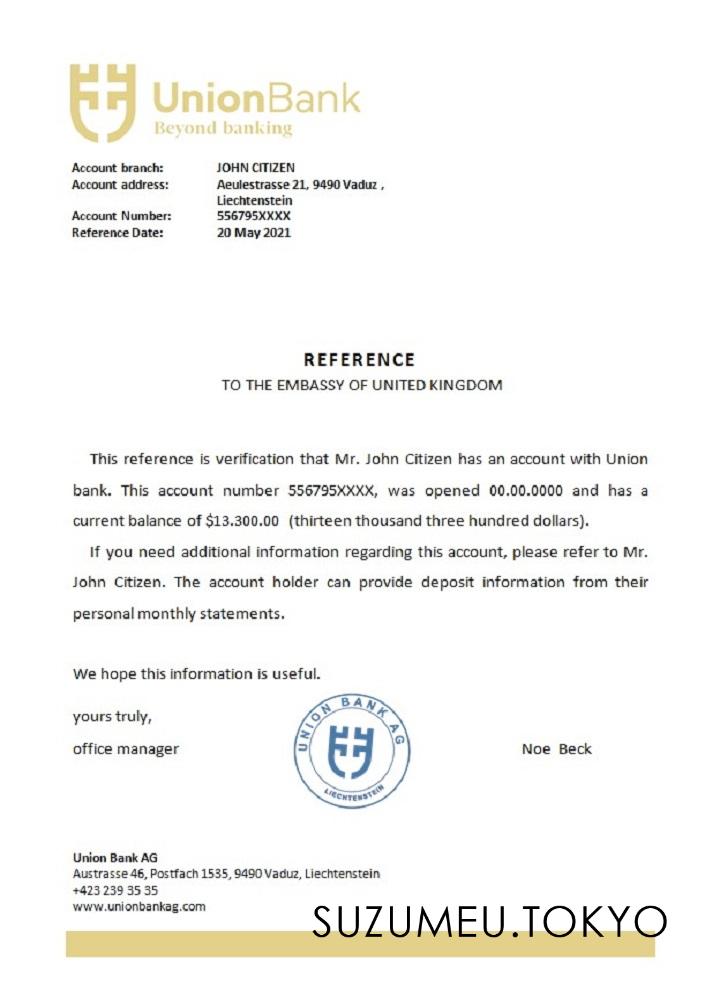 UnionBank
Beyond banking
Account branch: JOHN CITIZEN
Account address: Aeulestrasse 21, 9490 Vaduz ,
Liechtenstein
Account Number: 556795XXXX
Reference Date: 20 May 2021
REFERENCE
TO THE EMBASSY OF UNITED KINGDOM
This reference is verification that Mr. John Citizen has an account with Union
bank. This account number 556795XXXX, was opened 00.00.0000 and has a
current balance of $13.300.00 (thirteen thousand three hundred dollars).
If you need additional information regarding this account, please refer to Mr.
John Citizen. The account holder can provide deposit information from their
personal monthly statements.
We hope this information is useful.
yours truly,
office manager
UNION BANK AG
LIECHTENSTEIN
Noe Beck
Union Bank AG
Austrasse 46, Postfach 1535, 9490 Vaduz, Liechtenstein
+423 239 35 35
www.unionbankag.com
SUZUMEU.TOKYO